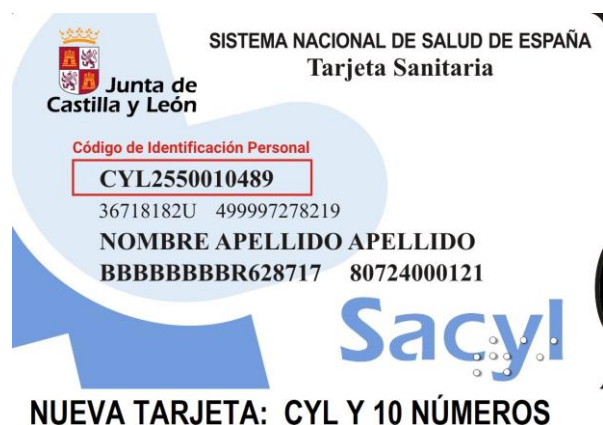 SISTEMA NACIONAL DE SALUD DE ESPAÑA
Tarjeta Sanitaria
Junta de
Castilla y León
Código de Identificación Personal
CYL2550010489
36718182U 499997278219
NOMBRE APELLIDO APELLIDO
BBBBBBBBR628717 80724000121
Sacyl
NUEVA TARJETA: CYL Y 10 NÚMEROS